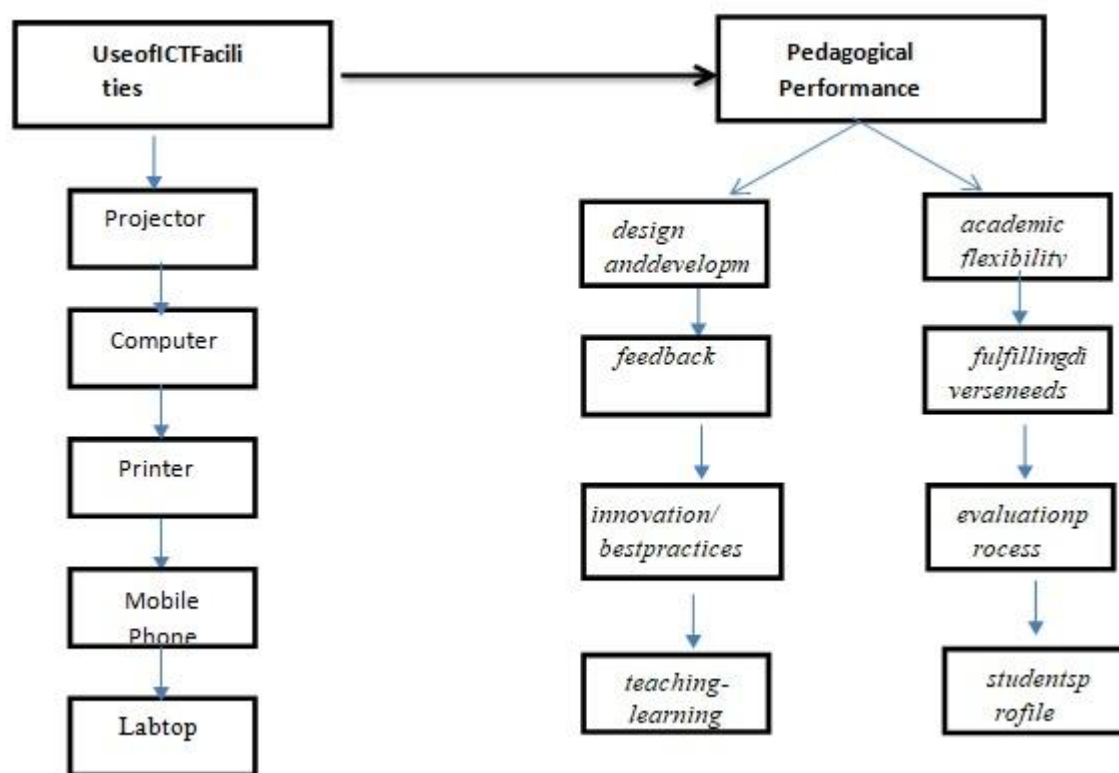 UseofICTFacili
ties
Pedagogical
Performance
Projector
Computer
Printer
Mobile
Phone
Labtop
design
anddevelopm
feedback
innovation/
bestpractices
teaching-
learning
academic
flexibility
fulfillingdi
verseneeds
evaluationp
rocess
studentsp
rofile